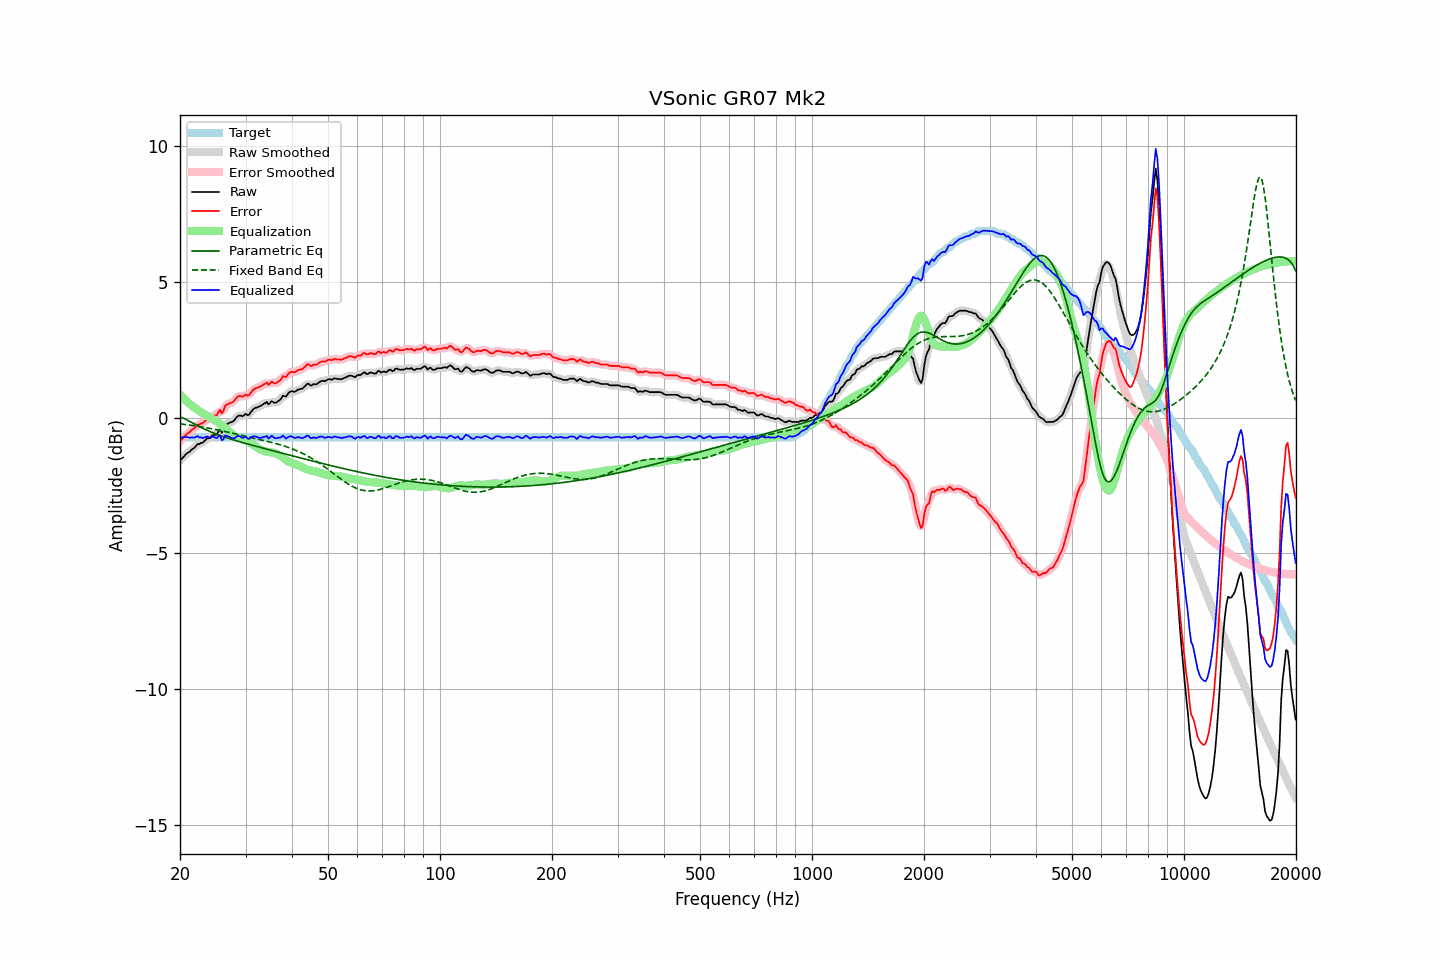 VSonic GR07 Mk2
Target
Raw Smoothed
Error Smoothed
Raw
Error
Equalization
Parametric Eq
Fixed Band Eq
Equalized
Amplitude (dBr)
10
5
0
−5
−10
−15
20
50
100
200
500
1000
2000
5000
10000
20000
Frequency (Hz)